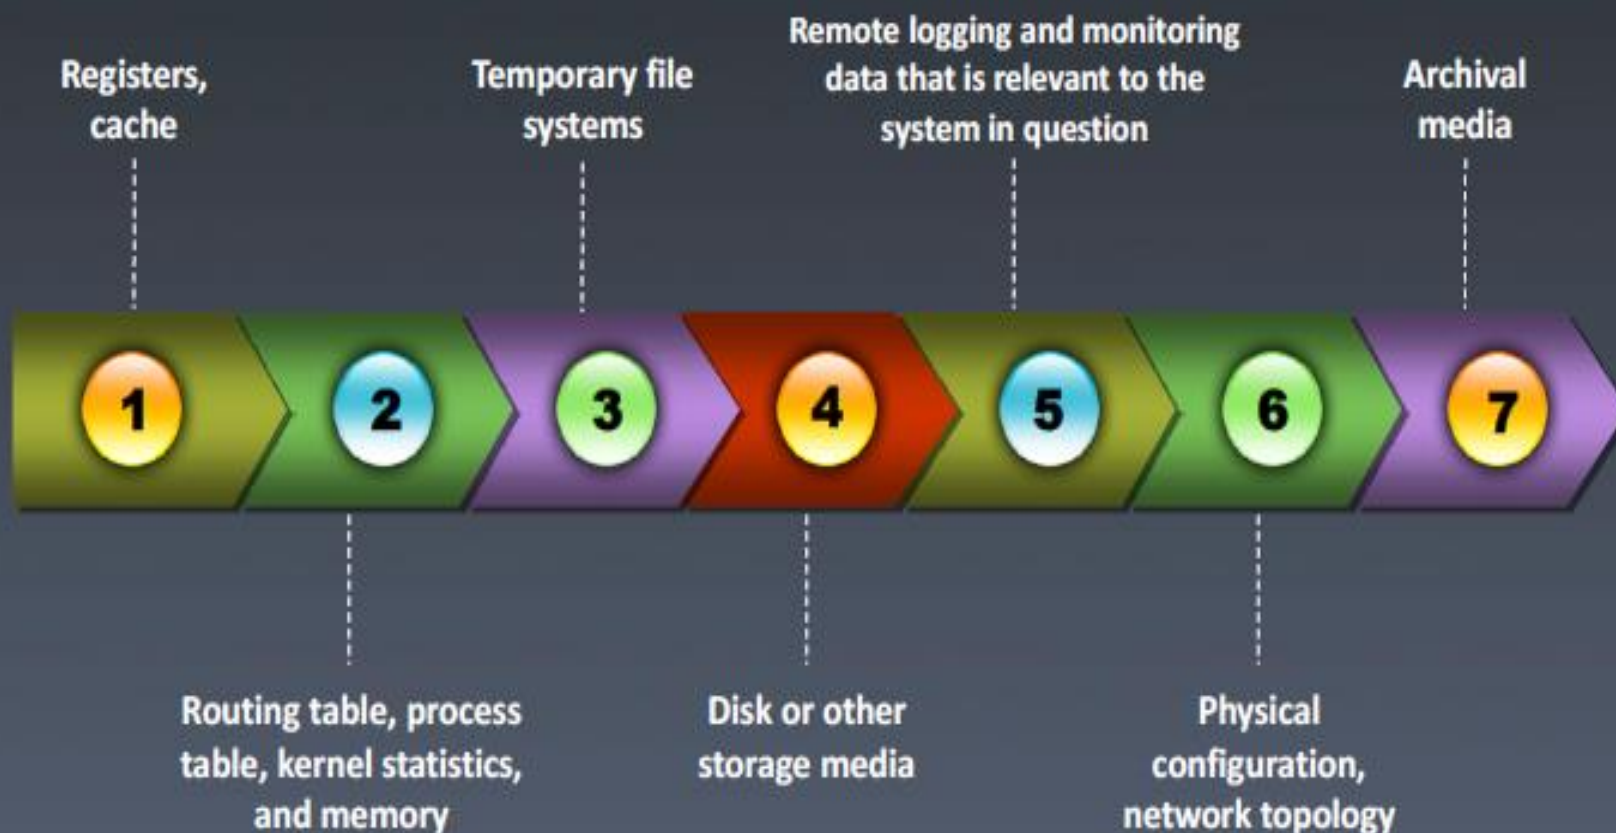 Registers,
cache
Temporary file
systems
Remote logging and monitoring
data that is relevant to the
system in question
Archival
media
1
2
3
4
5
6
7
Routing table, process
table, kernel statistics,
and memory
Disk or other
storage media
Physical
configuration,
network topology